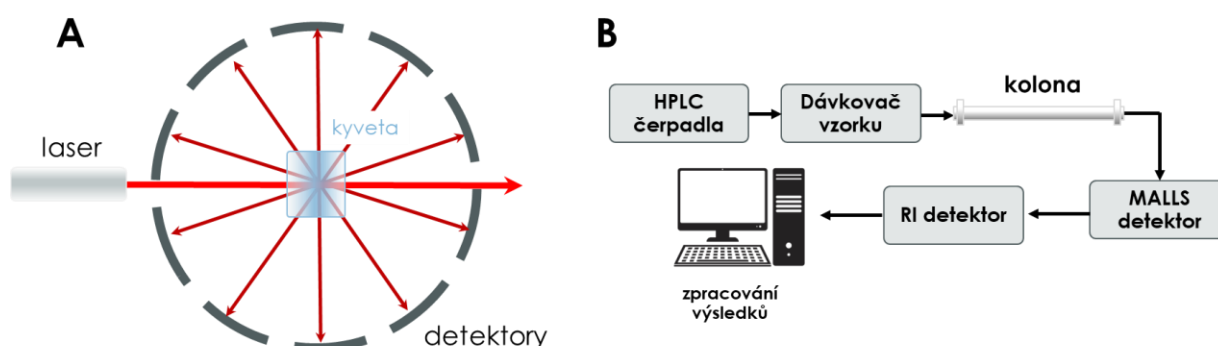 A
laser
kyveta
detektory
B
HPLC
čerpadla
Dávkovač
vzorku
kolona
MALLS
detektor
RI detektor
zpracování
výsledků